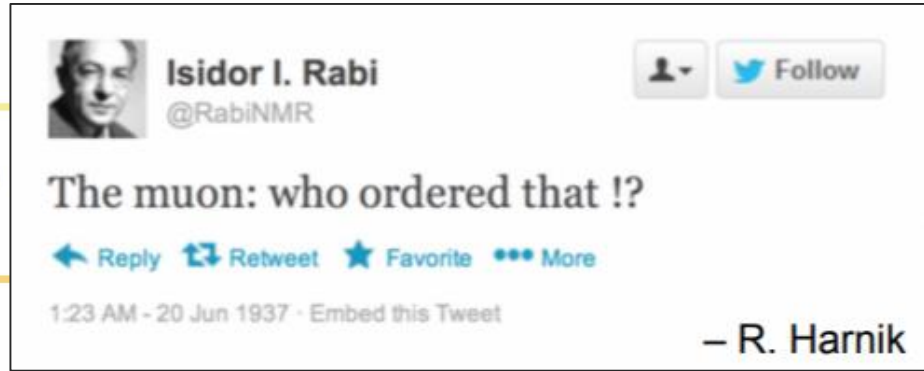 Isidor I. Rabi
Follow
@RabiNMR
The muon: who ordered that !?
Reply Retweet Favorite More
1:23 AM - 20 Jun 1937 · Embed this Tweet
– R. Harnik